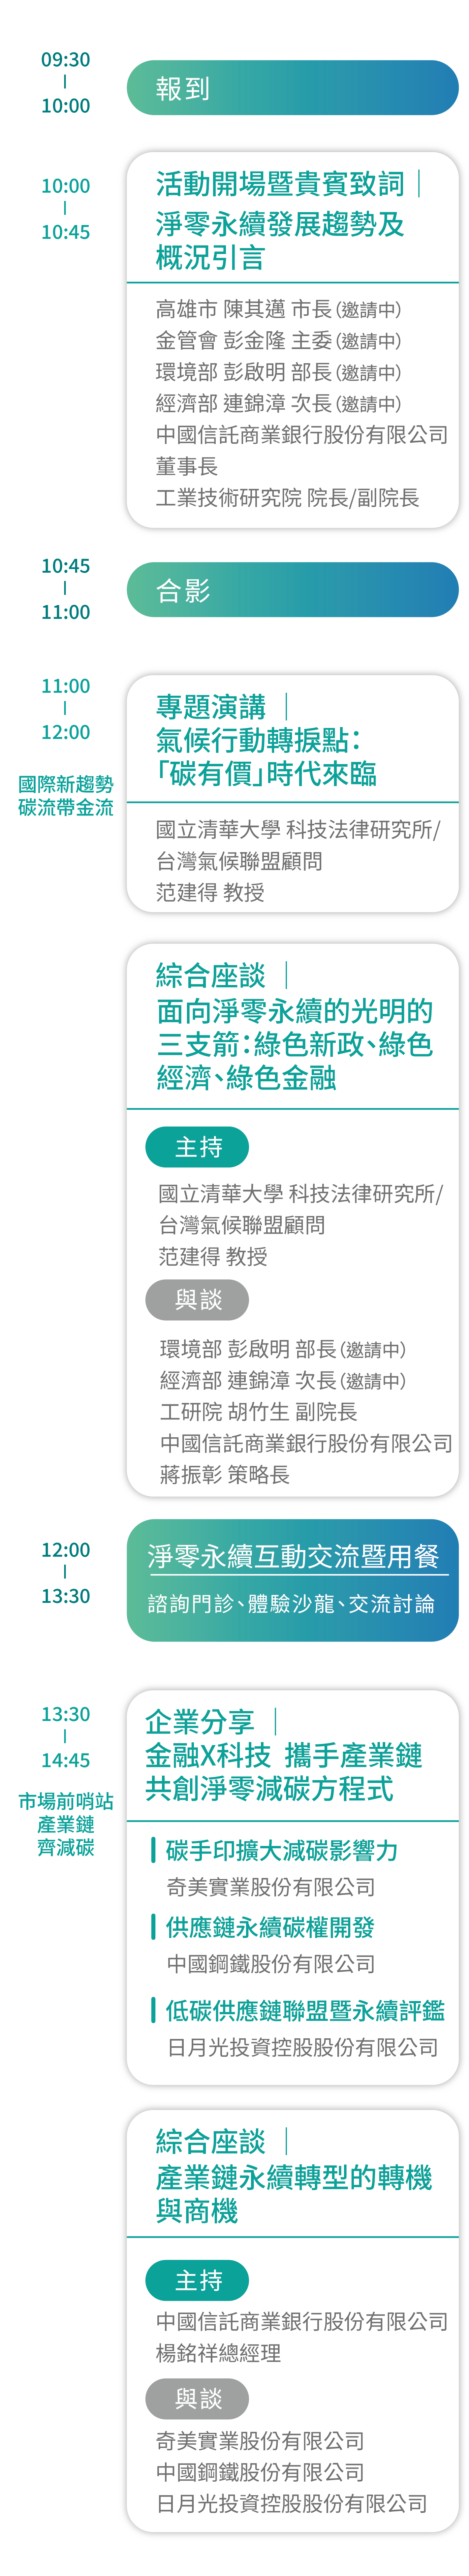 09:30
10:00
報到
10:00
10:45
活動開場暨貴賓致詞｜
淨零永續發展趨勢及
概況引言
高雄市 陳其邁 市長(邀請中)
金管會 彭金隆 主委(邀請中)
環境部 彭啟明 部長(邀請中)
經濟部 連錦漳 次長(邀請中)
中國信託商業銀行股份有限公司
董事長
工業技術研究院 院長/副院長
10:45
11:00
合影
11:00
12:00
國際新趨勢
碳流帶金流
專題演講｜
氣候行動轉捩點：
「碳有價」時代來臨
國立清華大學 科技法律研究所/
台灣氣候聯盟顧問
范建得 教授
綜合座談｜
面向淨零永續的光明的
三支箭：綠色新政、綠色
經濟、綠色金融
主持
國立清華大學 科技法律研究所/
台灣氣候聯盟顧問
范建得 教授
與談
環境部 彭啟明 部長(邀請中)
經濟部 連錦漳 次長(邀請中)
工研院 胡竹生 副院長
中國信託商業銀行股份有限公司
蔣振彰 策略長
12:00
13:30
淨零永續互動交流暨用餐
諮詢門診、體驗沙龍、交流討論
13:30
14:45
市場前哨站
產業鏈
齊減碳
企業分享｜
金融X科技 攜手產業鏈
共創淨零減碳方程式
碳手印擴大減碳影響力
奇美實業股份有限公司
供應鏈永續碳權開發
中國鋼鐵股份有限公司
低碳供應鏈聯盟暨永續評鑑
日月光投資控股股份有限公司
綜合座談｜
產業鏈永續轉型的轉機
與商機
主持
中國信託商業銀行股份有限公司
楊銘祥總經理
與談
奇美實業股份有限公司
中國鋼鐵股份有限公司
日月光投資控股股份有限公司